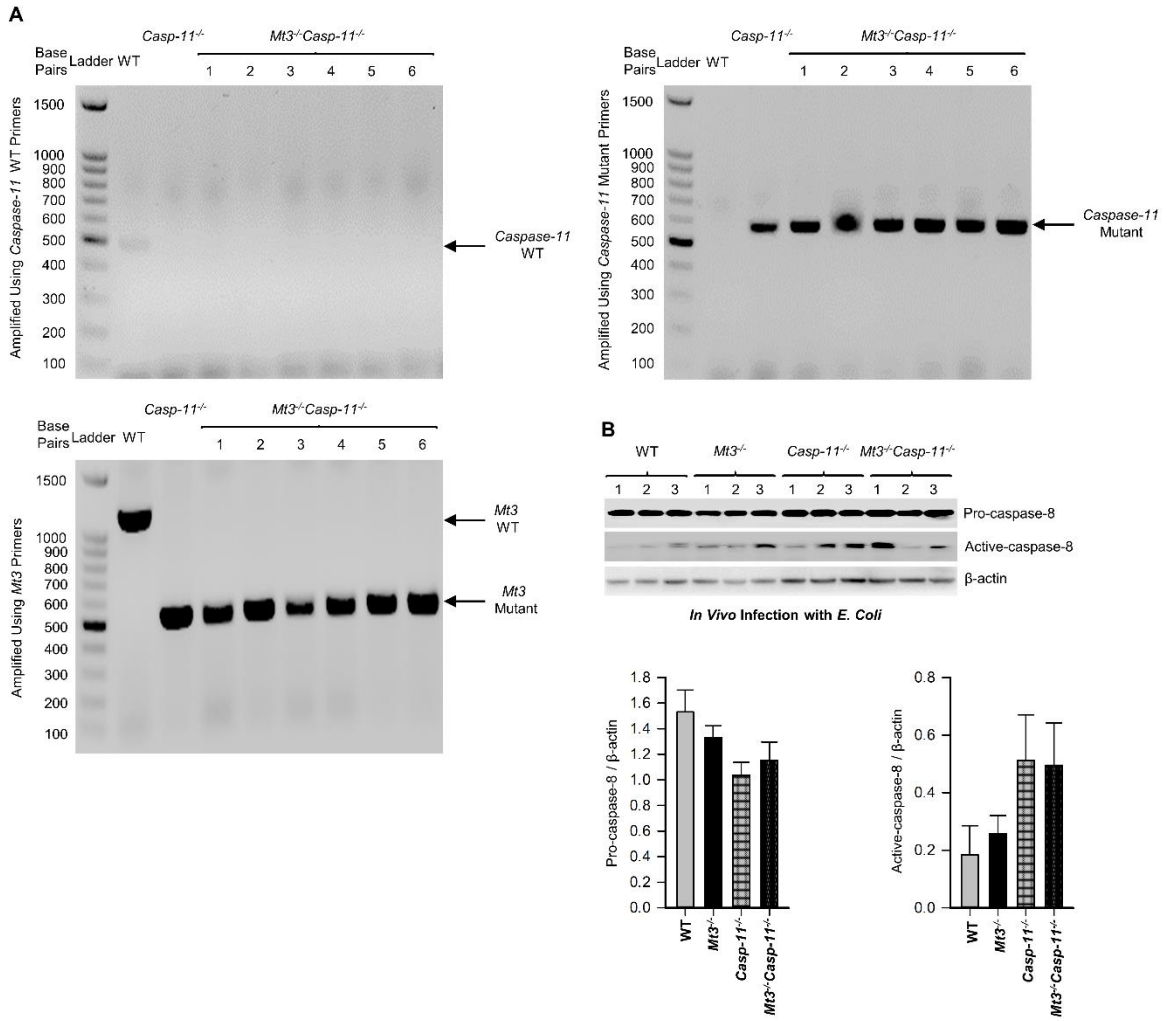 A
Casp-11-/- Mt3-/-Casp-11-/-
Base
Pairs Ladder WT 1 2 3 4 5 6
1500
1000
900
800
700
600
500
400
300
200
100
Amplified Using Caspase-11 WT Primers
Caspase-11
WT
Casp-11-/- Mt3-/-Casp-11-/-
Base
Pairs Ladder WT 1 2 3 4 5 6
1500
1000
900
800
700
600
500
400
300
200
100
Amplified Using Caspase-11 Mutant Primers
Caspase-11
Mutant
Casp-11-/- Mt3-/-Casp-11-/-
Base
Pairs Ladder WT 1 2 3 4 5 6
1500
1000
900
800
700
600
500
400
300
200
100
Amplified Using Mt3 Primers
Mt3
WT
Mt3
Mutant
B
WT Mt3-/- Casp-11-/- Mt3-/-Casp-11-/-
1 2 3 1 2 3 1 2 3 1 2 3
Pro-caspase-8
Active-caspase-8
β-actin
In Vivo Infection with E. Coli
1.8
1.6
1.4
1.2
1.0
0.8
0.6
0.4
0.2
0.0
Pro-caspase-8 / β-actin
WT
Mt3-/-
Casp-11-/-
Mt3-/-Casp-11-/-
0.8
0.6
0.4
0.2
0.0
Active-caspase-8 / β-actin
WT
Mt3-/-
Casp-11-/-
Mt3-/-Casp-11-/-